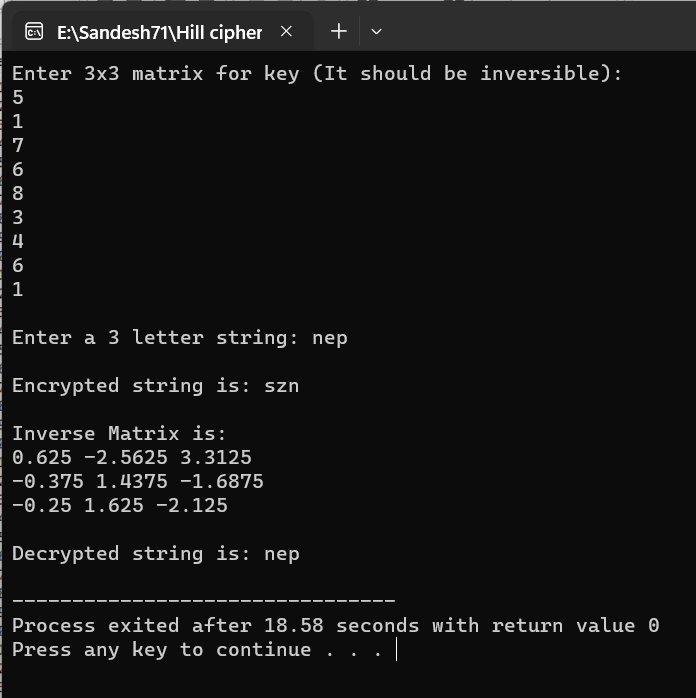 E:\Sandesh71\Hill cipher
Enter 3x3 matrix for key (It should be inversible):
5
1
7
6
8
3
4
6
1
Enter a 3 letter string: nep
Encrypted string is: szn
Inverse Matrix is:
0.625 -2.5625 3.3125
-0.375 1.4375 -1.6875
-0.25 1.625 -2.125
Decrypted string is: nep
--------------------------------
Process exited after 18.58 seconds with return value 0
Press any key to continue . . .